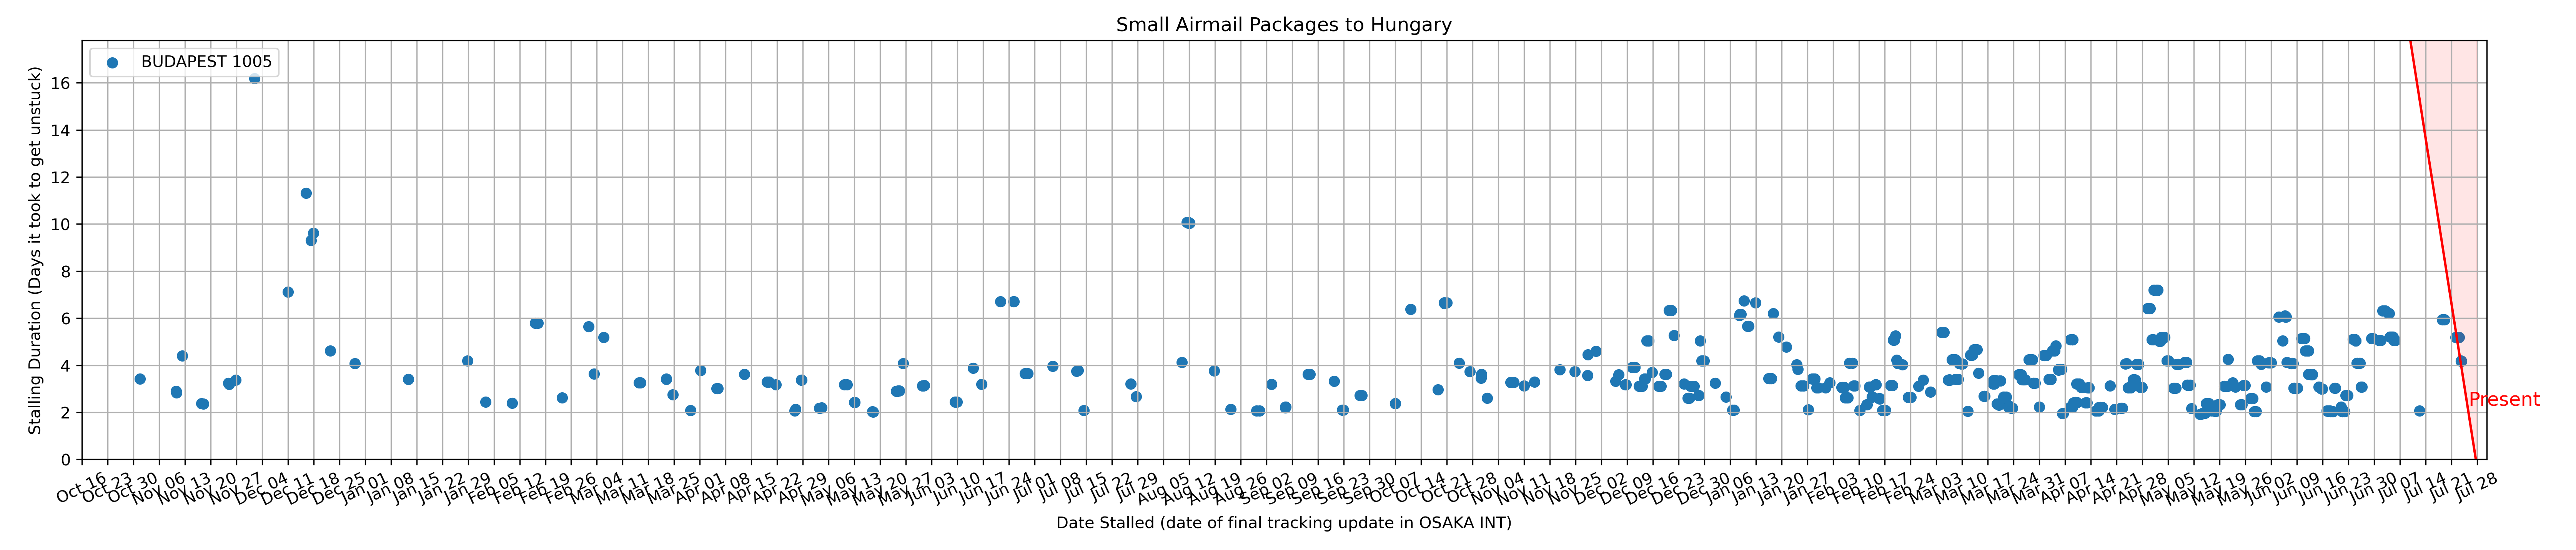 Small Airmail Packages to Hungary
BUDAPEST 1005
Stalling Duration (Days it took to get unstuck)
16
14
12
10
8
6
4
2
0
Present
Oct 16 Oct 23 Oct 30 Nov 06 Nov 13 Nov 20 Nov 27 Dec 04 Dec 11 Dec 18 Dec 25 Jan 01 Jan 08 Jan 15 Jan 22 Jan 29 Feb 05 Feb 12 Feb 19 Feb 26 Mar 04 Mar 11 Mar 18 Mar 25 Apr 01 Apr 08 Apr 15 Apr 22 Apr 29 May 06 May 13 May 20 May 27 Jun 03 Jun 10 Jun 17 Jun 24 Jul 01 Jul 08 Jul 15 Jul 22 Jul 29 Aug 05 Aug 12 Aug 19 Aug 26 Sep 02 Sep 09 Sep 16 Sep 23 Sep 30 Oct 07 Oct 14 Oct 21 Oct 28 Nov 04 Nov 11 Nov 18 Nov 25 Dec 02 Dec 09 Dec 16 Dec 23 Dec 30 Jan 06 Jan 13 Jan 20 Jan 27 Feb 03 Feb 10 Feb 17 Feb 24 Mar 03 Mar 10 Mar 17 Mar 24 Mar 31 Apr 07 Apr 14 Apr 21 Apr 28 May 05 May 12 May 19 May 26 Jun 02 Jun 09 Jun 16 Jun 23 Jun 30 Jul 07 Jul 14 Jul 21 Jul 28
Date Stalled (date of final tracking update in OSAKA INT)